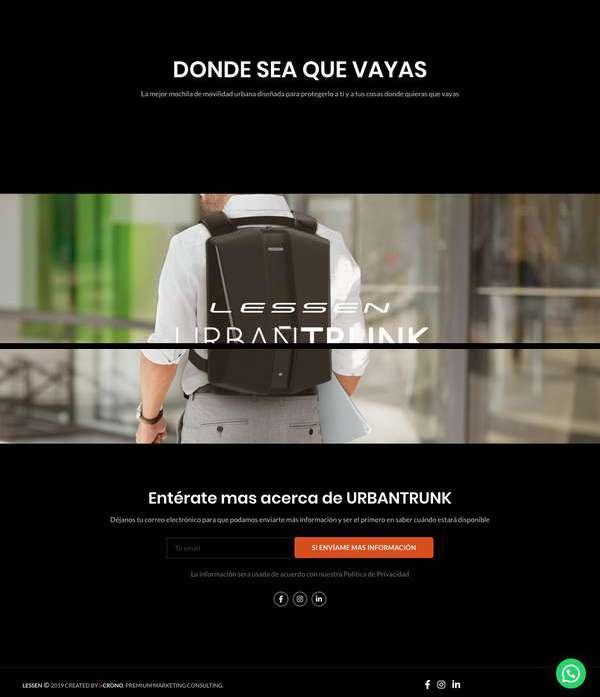 DONDE SEA QUE VAYAS
La mejor mochila de movilidad urbana diseñada para protegerlo a ti y a tus cosas donde quieras que vayas
LESSEN
URBANTRUNK
Entérate mas acerca de URBANTRUNK
Déjanos tu correo electrónico para que podamos enviarte más información y ser el primero en saber cuándo estará disponible
Tu email
SI ENVÍAME MAS INFORMACIÓN
La información sera usada de acuerdo con nuestra Política de Privacidad
LESSEN © 2019 CREATED BY X-CRONO. PREMIUM MARKETING CONSULTING.